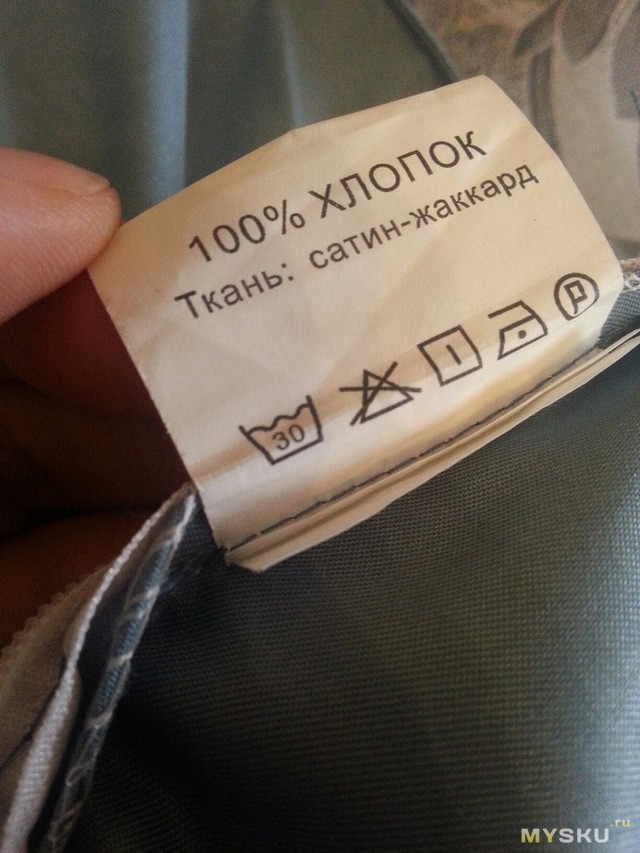 100% ХЛОПОК
Ткань: сатин-жаккард
30
P
MYSKU.ru